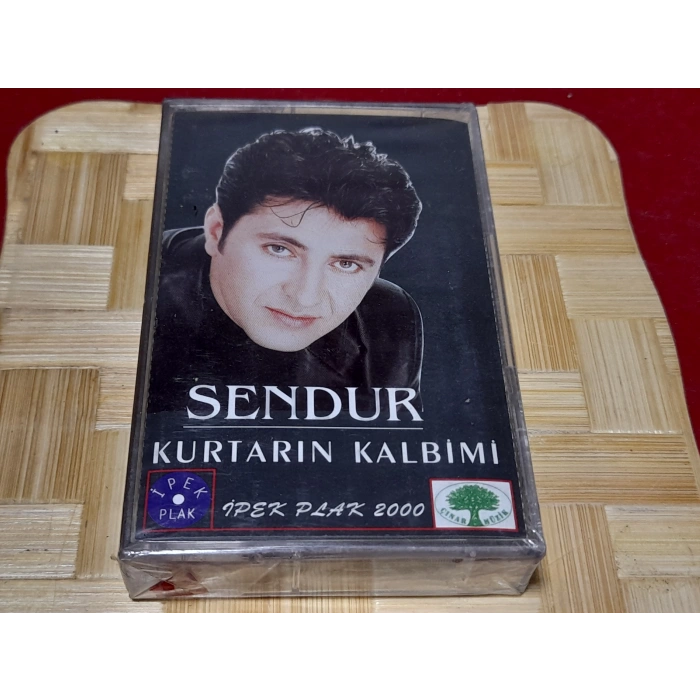 SENDUR
KURTARIN KALBİMİ
İPEK
PLAK
İPEK PLAK 2000
ÇINAR MÜZİK